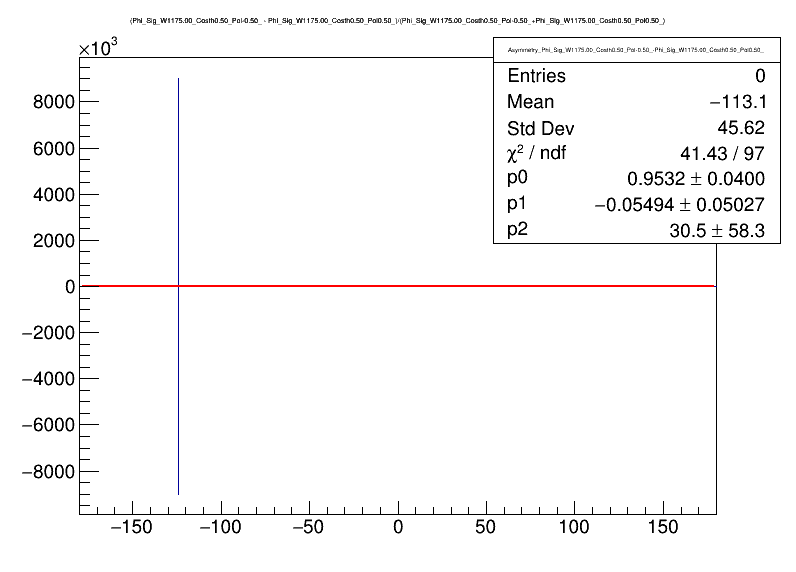 (Phi_Sig_W1175.00_Costh0.50_Pol-0.50_ - Phi_Sig_W1175.00_Costh0.50_Pol0.50_)/(Phi_Sig_W1175.00_Costh0.50_Pol-0.50_+Phi_Sig_W1175.00_Costh0.50_Pol0.50_)
×10³
Asymmetry_Phi_Sig_W1175.00_Costh0.50_Pol-0.50_-Phi_Sig_W1175.00_Costh0.50_Pol0.50_
Entries 0
Mean −113.1
Std Dev 45.62
χ² / ndf 41.43 / 97
p0 0.9532 ± 0.0400
p1 −0.05494 ± 0.05027
p2 30.5 ± 58.3
8000
6000
4000
2000
0
−2000
−4000
−6000
−8000
−150 −100 −50 0 50 100 150